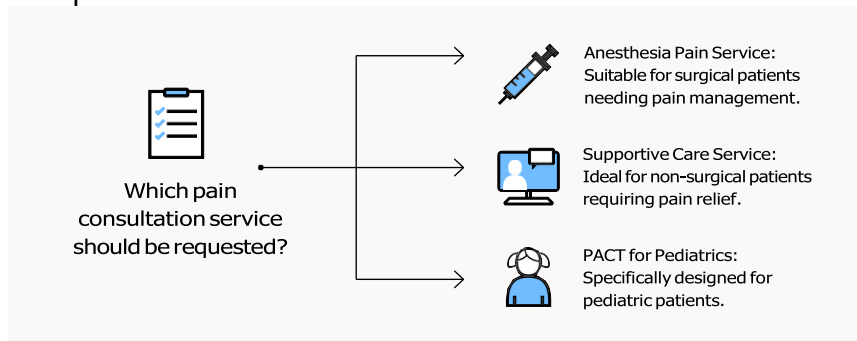 Which pain
consultation service
should be requested?
Anesthesia Pain Service:
Suitable for surgical patients
needing pain management.
Supportive Care Service:
Ideal for non-surgical patients
requiring pain relief.
PACT for Pediatrics:
Specifically designed for
pediatric patients.